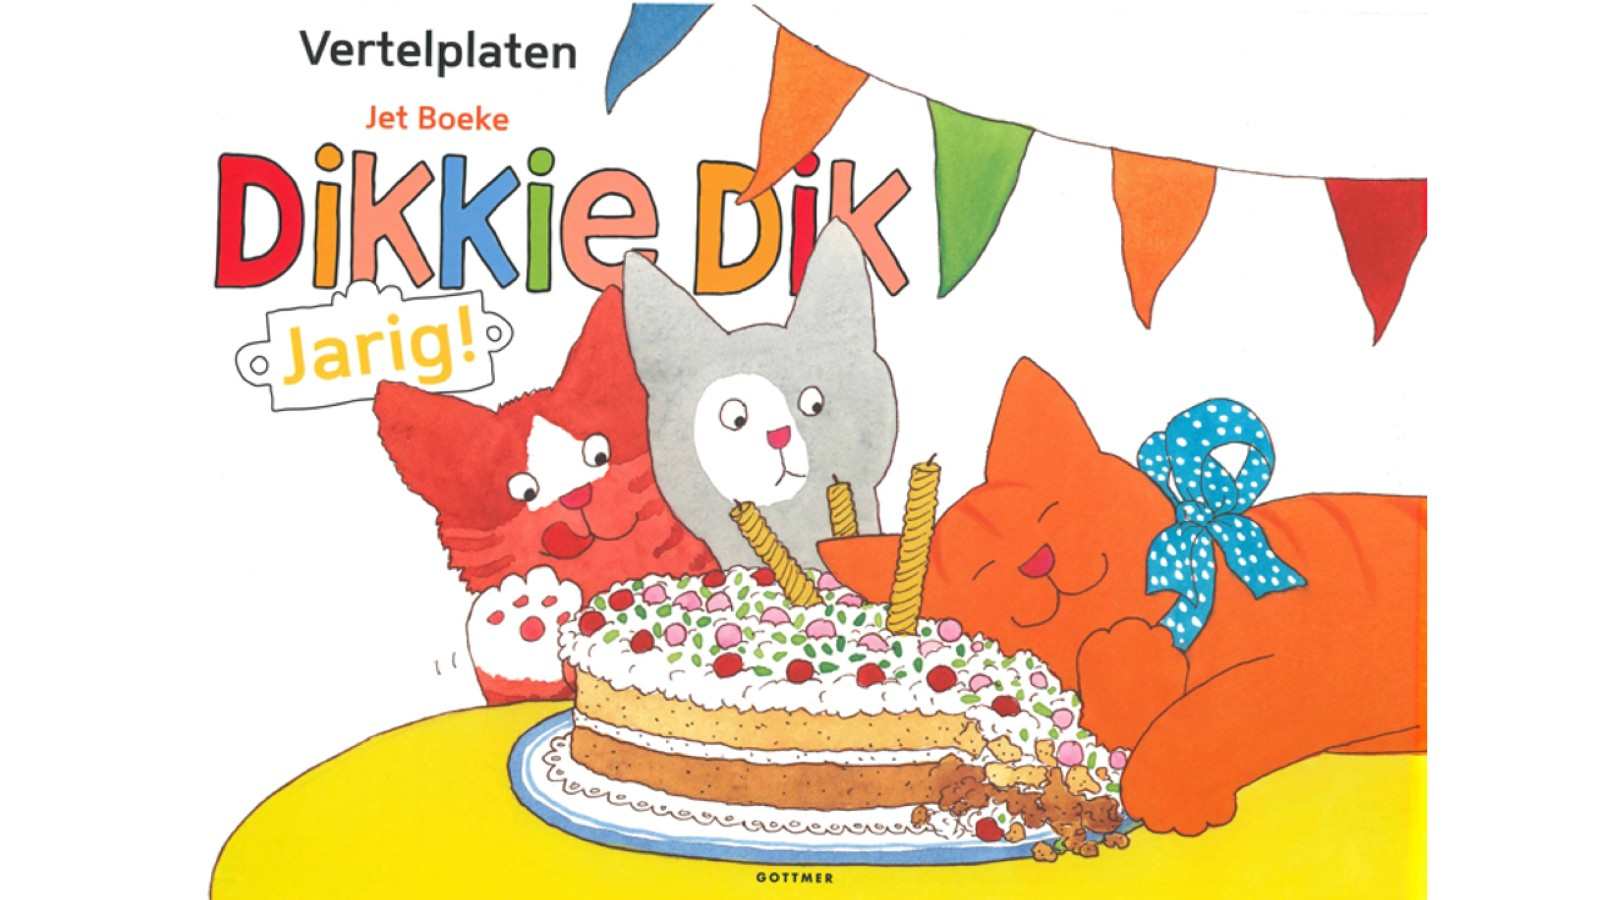 Vertelplaten
Jet Boeke
Dikkie Dik
Jarig!
GOTTMER